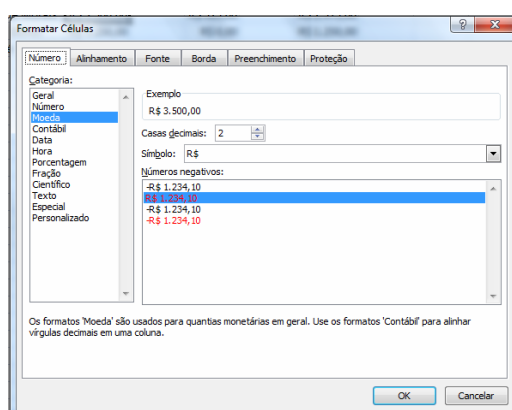 Formatar Células
Número Alinhamento Fonte Borda Preenchimento Proteção
Categoria:
Geral
Número
Moeda
Contábil
Data
Hora
Porcentagem
Fração
Científico
Texto
Especial
Personalizado
Exemplo
R$ 3.500,00
Casas decimais: 2
Símbolo: R$
Números negativos:
-R$ 1.234,10
R$ 1.234,10
-R$ 1.234,10
-R$ 1.234,10
Os formatos 'Moeda' são usados para quantias monetárias em geral. Use os formatos 'Contábil' para alinhar
vírgulas decimais em uma coluna.
OK Cancelar